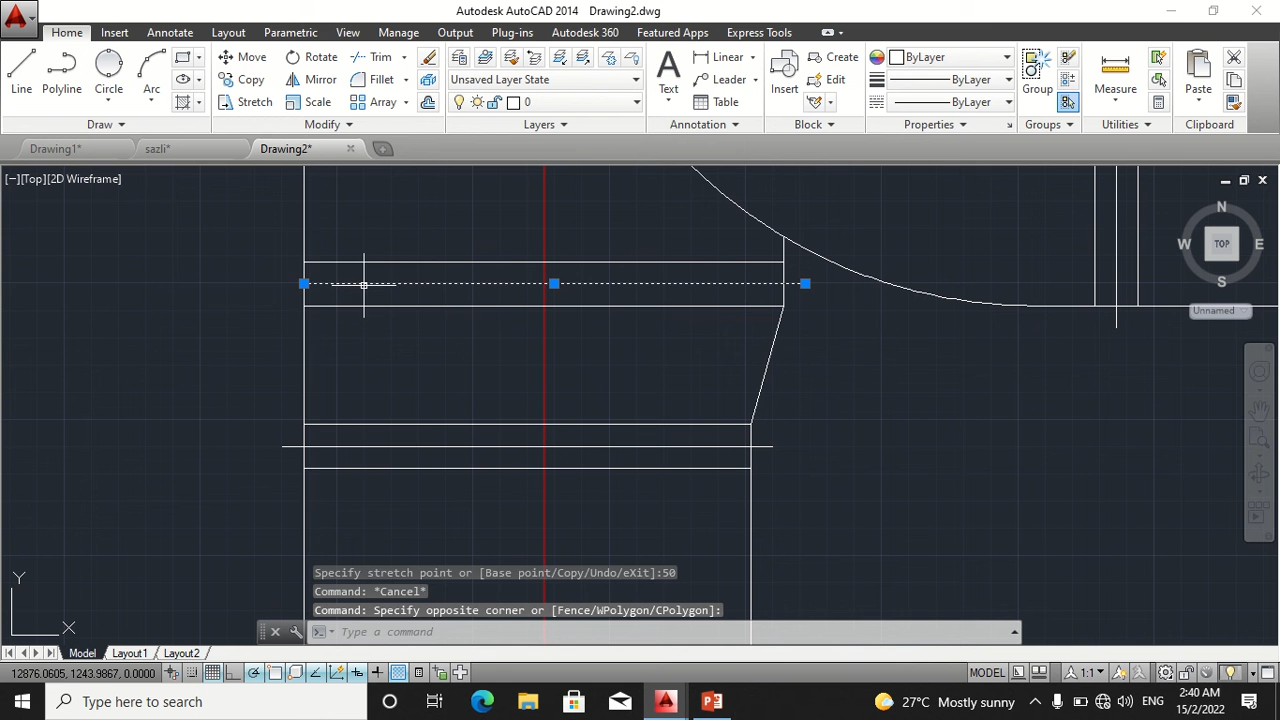 Autodesk AutoCAD 2014 Drawing2.dwg
Home Insert Annotate Layout Parametric View Manage Output Plug-ins Autodesk 360 Featured Apps Express Tools
Line Polyline Circle Arc
Move Rotate Trim
Copy Mirror Fillet
Stretch Scale Array
Unsaved Layer State
0
Text
Linear
Leader
Table
Insert
Create
Edit
ByLayer
ByLayer
ByLayer
Group
Measure
Paste
Draw Modify Layers Annotation Block Properties Groups Utilities Clipboard
Drawing1* sazli* Drawing2*
[−][Top][2D Wireframe]
N
W TOP E
S
Unnamed
Y
X
Specify stretch point or [Base point/Copy/Undo/eXit]:50
Command: *Cancel*
Command: Specify opposite corner or [Fence/WPolygon/CPolygon]:
Type a command
Model Layout1 Layout2
12876.0605, 1243.9867, 0.0000 MODEL 1:1
Type here to search
27°C Mostly sunny
ENG
2:40 AM
15/2/2022